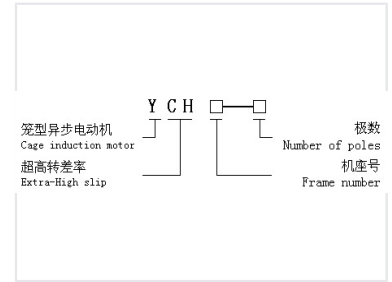 YCH □—□
笼型异步电动机
Cage induction motor
超高转差率
Extra-High slip
极数
Number of poles
机座号
Frame number